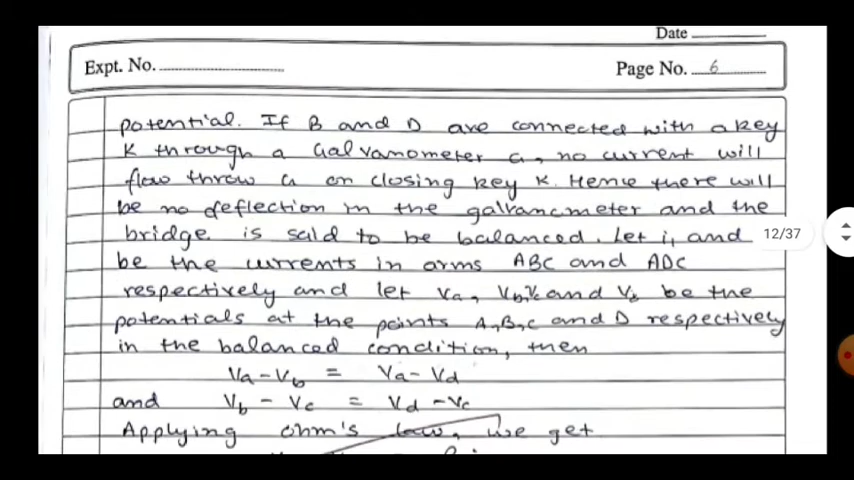 Date
Expt. No.
Page No. 6
potential. If B and D are connected with a key
K through a Galvanometer G, no current will
flow throw G on closing key K. Hence there will
be no deflection in the galvanometer and the
bridge is said to be balanced. Let i, and
12/37
be the currents in arms ABC and ADC
respectively and let Va, Vb, Vc and Vd be the
potentials at the points A, B, C and D respectively
in the balanced condition, then
Va - Vb = Va - Vd
and Vb - Vc = Vd - Vc
Applying ohm's law, we get